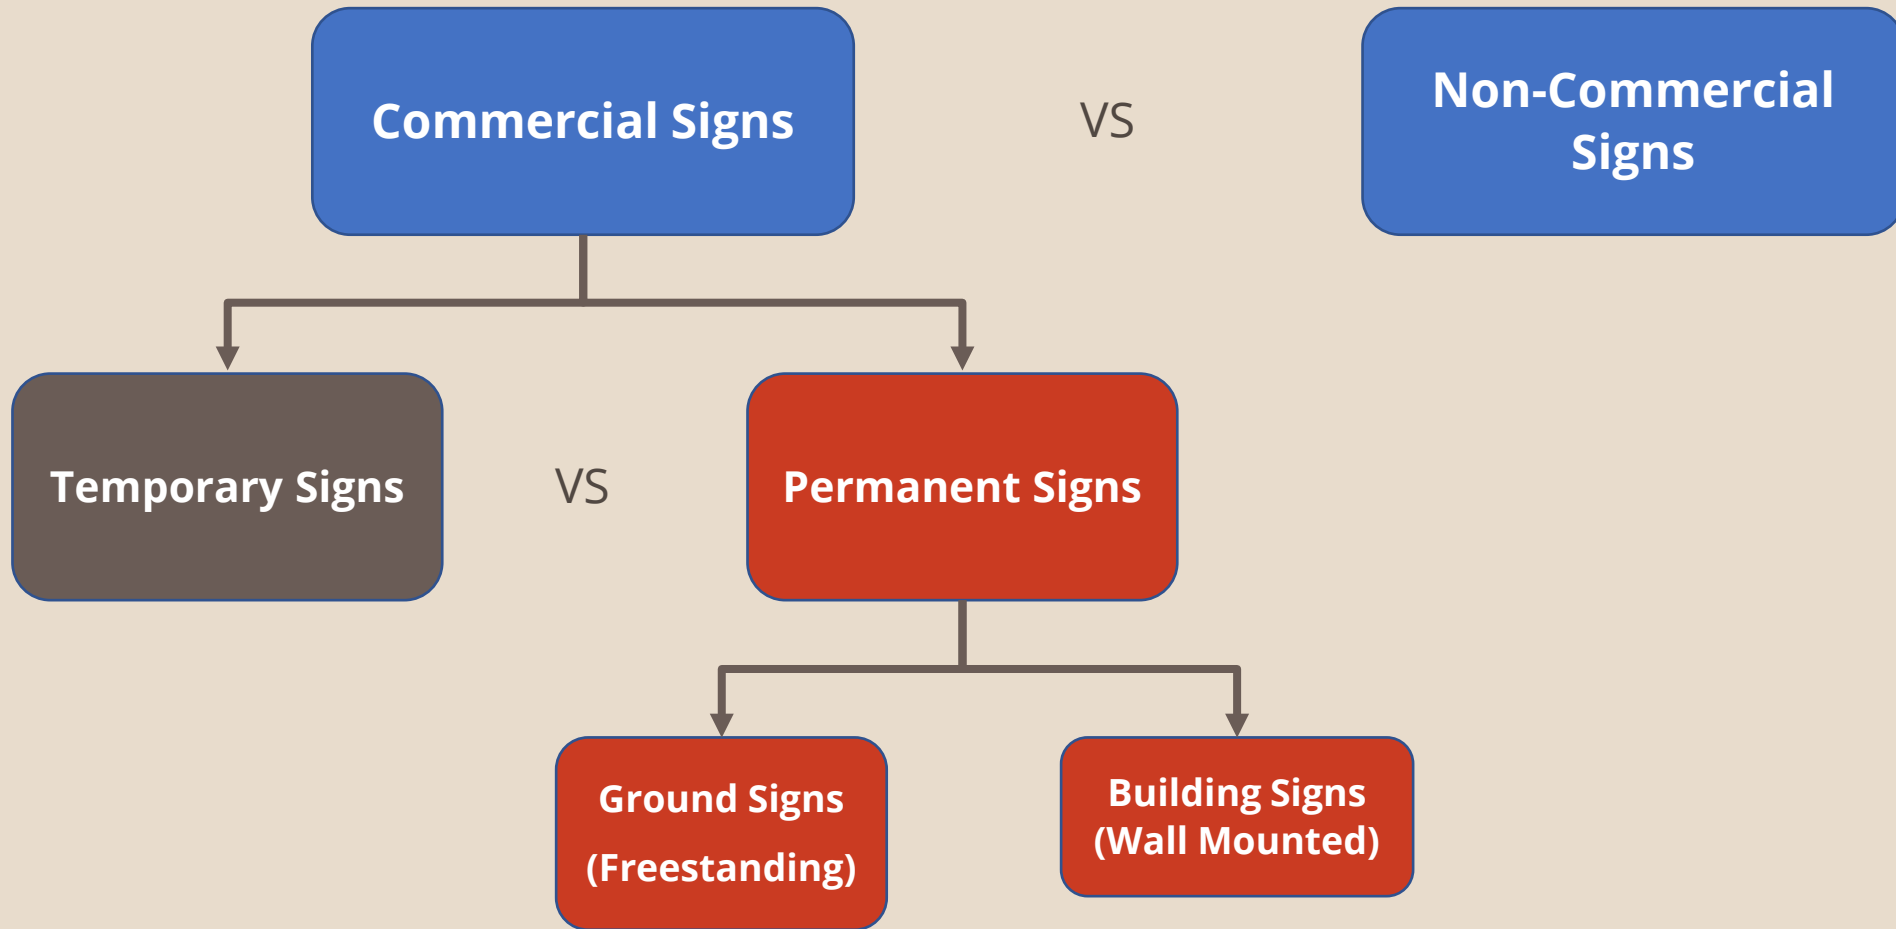 Commercial Signs
VS
Non-Commercial
Signs
Temporary Signs
VS
Permanent Signs
Ground Signs
(Freestanding)
Building Signs
(Wall Mounted)